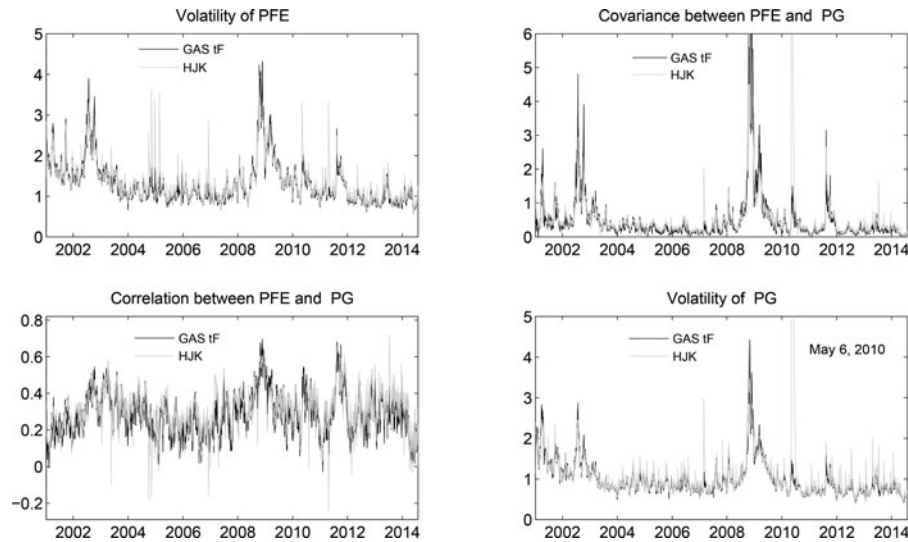 Volatility of PFE
5
4
3
2
1
0
GAS tF
HJK
2002 2004 2006 2008 2010 2012 2014
Covariance between PFE and PG
6
5
4
3
2
1
0
GAS tF
HJK
2002 2004 2006 2008 2010 2012 2014
Correlation between PFE and PG
0.8
0.6
0.4
0.2
0
−0.2
GAS tF
HJK
2002 2004 2006 2008 2010 2012 2014
Volatility of PG
5
4
3
2
1
0
GAS tF
HJK
May 6, 2010
2002 2004 2006 2008 2010 2012 2014